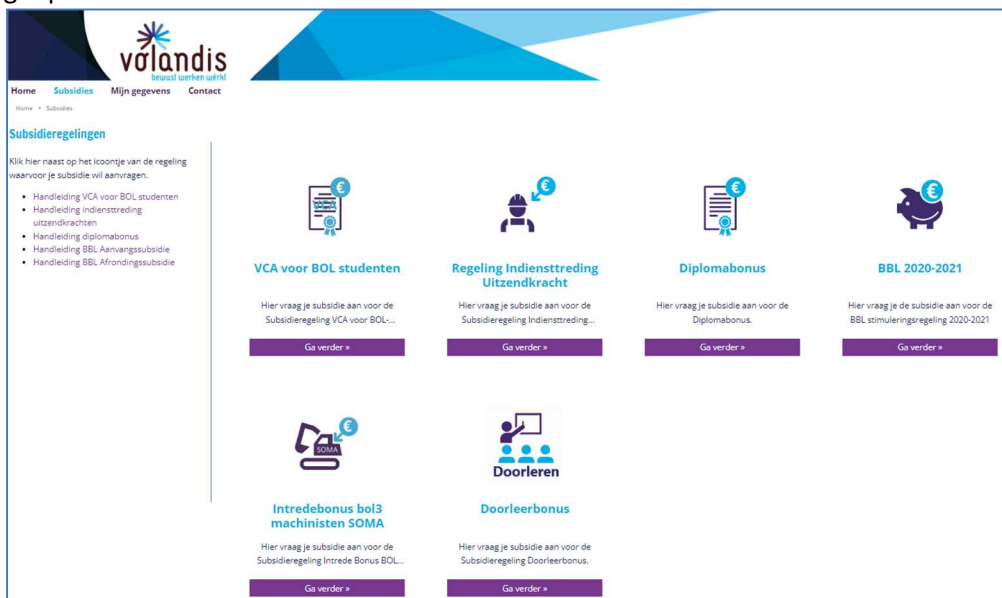 volandis
bewust werken wérkt
Home Subsidies Mijn gegevens Contact
Home » Subsidies
Subsidieregelingen
Klik hier naast op het icoontje van de regeling
waarvoor je subsidie wil aanvragen.
Handleiding VCA voor BOL studenten
Handleiding indiensttreding
uitzendkrachten
Handleiding diplomabonus
Handleiding BBL Aanvangssubsidie
Handleiding BBL Afrondingssubsidie
€
VCA
VCA voor BOL studenten
Hier vraag je subsidie aan voor de
Subsidieregeling VCA voor BOL-...
Ga verder »
€
Regeling Indiensttreding
Uitzendkracht
Hier vraag je subsidie aan voor de
Subsidieregeling Indiensttreding...
Ga verder »
€
Diplomabonus
Hier vraag je subsidie aan voor de
Diplomabonus.
Ga verder »
€
BBL 2020-2021
Hier vraag je de subsidie aan voor de
BBL stimuleringsregeling 2020-2021
Ga verder »
€
SOMA
Intredebonus bol3
machinisten SOMA
Hier vraag je subsidie aan voor de
Subsidieregeling Intrede Bonus BOL...
Ga verder »
Doorleren
Doorleerbonus
Hier vraag je subsidie aan voor de
Subsidieregeling Doorleerbonus.
Ga verder »